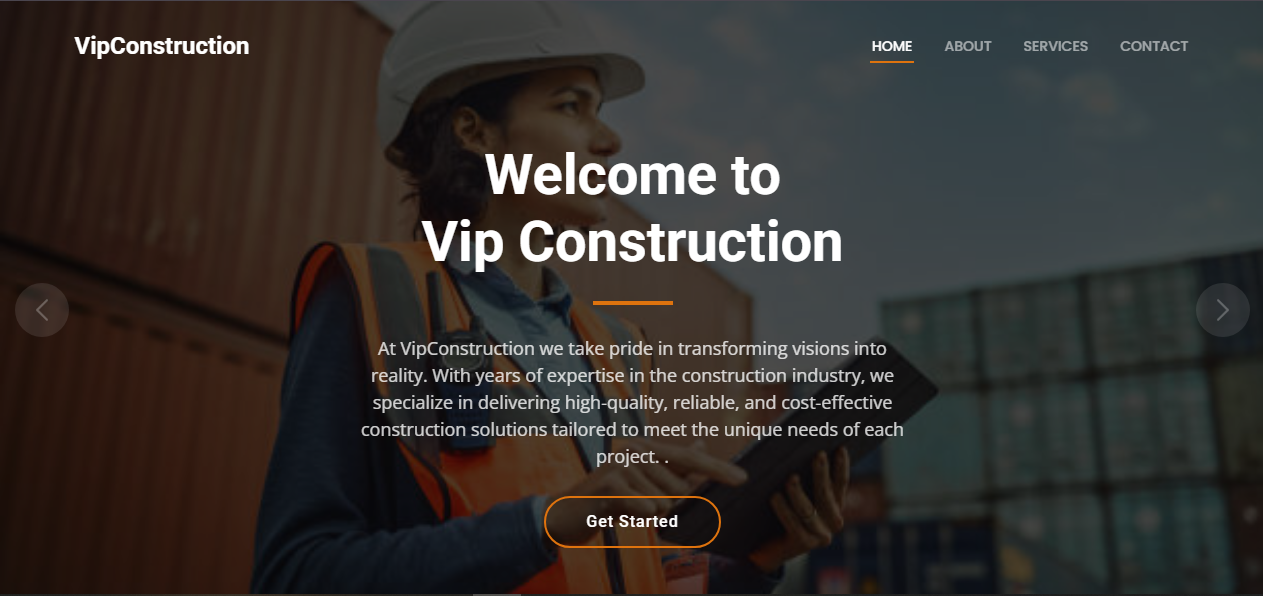 VipConstruction
HOME ABOUT SERVICES CONTACT
Welcome to
Vip Construction
At VipConstruction we take pride in transforming visions into
reality. With years of expertise in the construction industry, we
specialize in delivering high-quality, reliable, and cost-effective
construction solutions tailored to meet the unique needs of each
project. .
Get Started